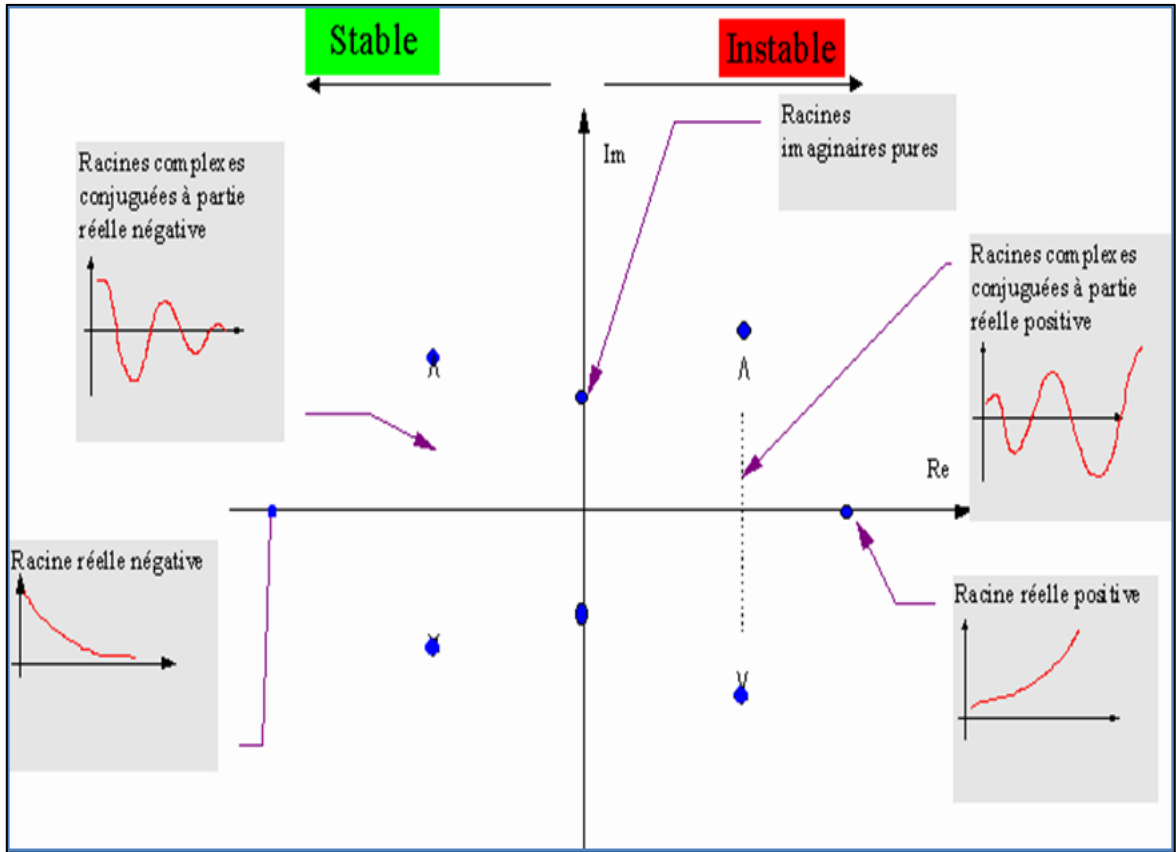 Stable
Instable
Racines
imaginaires pures
Im
Racines complexes
conjuguées à partie
réelle négative
Racines complexes
conjuguées à partie
réelle positive
Re
Racine réelle négative
Racine réelle positive